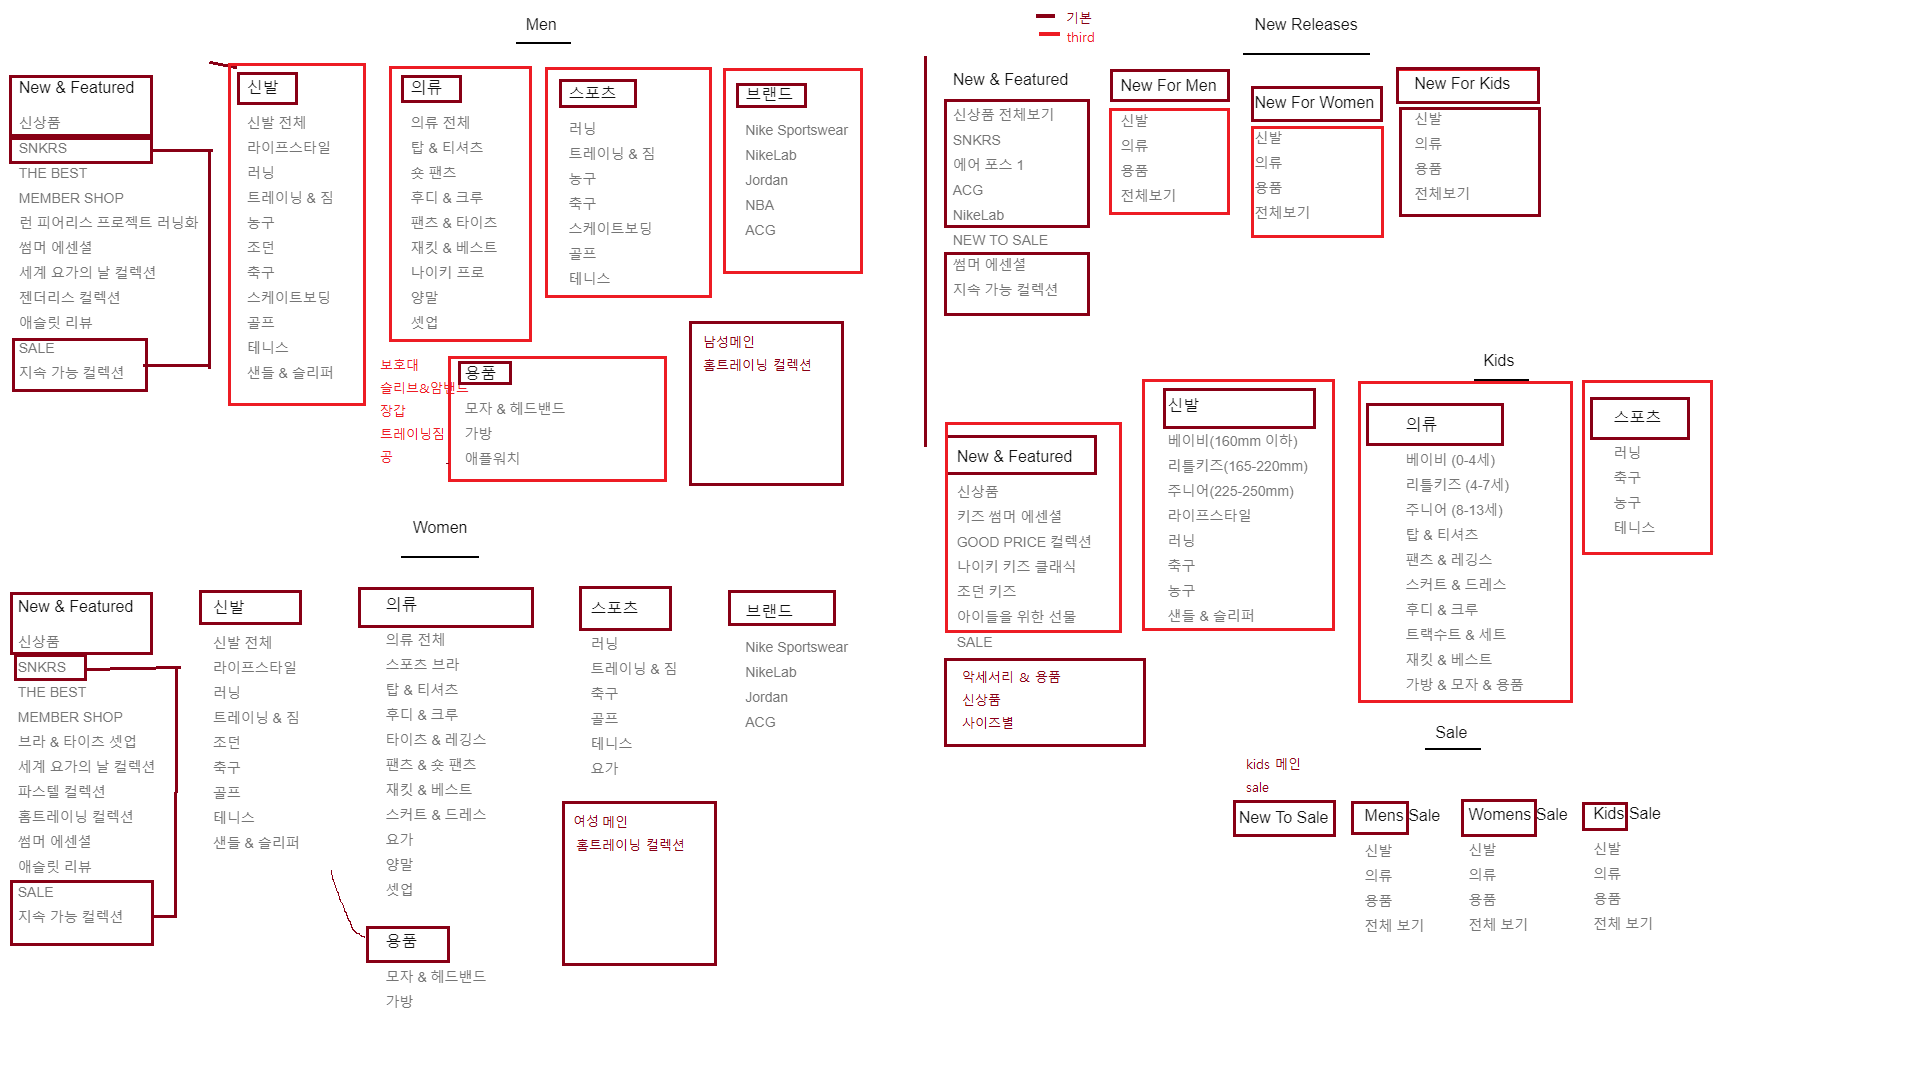 Men
New & Featured
신상품
SNKRS
THE BEST
MEMBER SHOP
런 피어리스 프로젝트 러닝화
썸머 에센셜
세계 요가의 날 컬렉션
젠더리스 컬렉션
애슬릿 리뷰
SALE
지속 가능 컬렉션
신발
신발 전체
라이프스타일
러닝
트레이닝 & 짐
농구
조던
축구
스케이트보딩
골프
테니스
샌들 & 슬리퍼
의류
의류 전체
탑 & 티셔츠
숏 팬츠
후디 & 크루
팬츠 & 타이즈
재킷 & 베스트
나이키 프로
양말
셋업
스포츠
러닝
트레이닝 & 짐
농구
축구
스케이트보딩
골프
테니스
브랜드
Nike Sportswear
NikeLab
Jordan
NBA
ACG
보호대
슬리브&암밴드
장갑
트레이닝짐
공
용품
모자 & 헤드밴드
가방
애플워치
남성메인
홈트레이닝 컬렉션
Women
New & Featured
신상품
SNKRS
THE BEST
MEMBER SHOP
브라 & 타이즈 셋업
세계 요가의 날 컬렉션
파스텔 컬렉션
홈트레이닝 컬렉션
썸머 에센셜
애슬릿 리뷰
SALE
지속 가능 컬렉션
신발
신발 전체
라이프스타일
러닝
트레이닝 & 짐
조던
축구
골프
테니스
샌들 & 슬리퍼
의류
의류 전체
스포츠 브라
탑 & 티셔츠
후디 & 크루
타이즈 & 레깅스
팬츠 & 숏 팬츠
재킷 & 베스트
스커트 & 드레스
요가
양말
셋업
용품
모자 & 헤드밴드
가방
스포츠
러닝
트레이닝 & 짐
축구
골프
테니스
요가
브랜드
Nike Sportswear
NikeLab
Jordan
ACG
여성 메인
홈트레이닝 컬렉션
기본
third
New Releases
New & Featured
신상품 전체보기
SNKRS
에어 포스 1
ACG
NikeLab
NEW TO SALE
썸머 에센셜
지속 가능 컬렉션
New For Men
신발
의류
용품
전체보기
New For Women
신발
의류
용품
전체보기
New For Kids
신발
의류
용품
전체보기
Kids
New & Featured
신상품
키즈 썸머 에센셜
GOOD PRICE 컬렉션
나이키 키즈 클래식
조던 키즈
아이들을 위한 선물
SALE
악세서리 & 용품
신상품
사이즈별
신발
베이비(160mm 이하)
리틀키즈(165-220mm)
주니어(225-250mm)
라이프스타일
러닝
축구
농구
샌들 & 슬리퍼
의류
베이비 (0-4세)
리틀키즈 (4-7세)
주니어 (8-13세)
탑 & 티셔츠
팬츠 & 레깅스
스커트 & 드레스
후디 & 크루
트랙수트 & 세트
재킷 & 베스트
가방 & 모자 & 용품
스포츠
러닝
축구
농구
테니스
Sale
kids 메인
sale
New To Sale
Mens Sale
신발
의류
용품
전체 보기
Womens Sale
신발
의류
용품
전체 보기
Kids Sale
신발
의류
용품
전체 보기